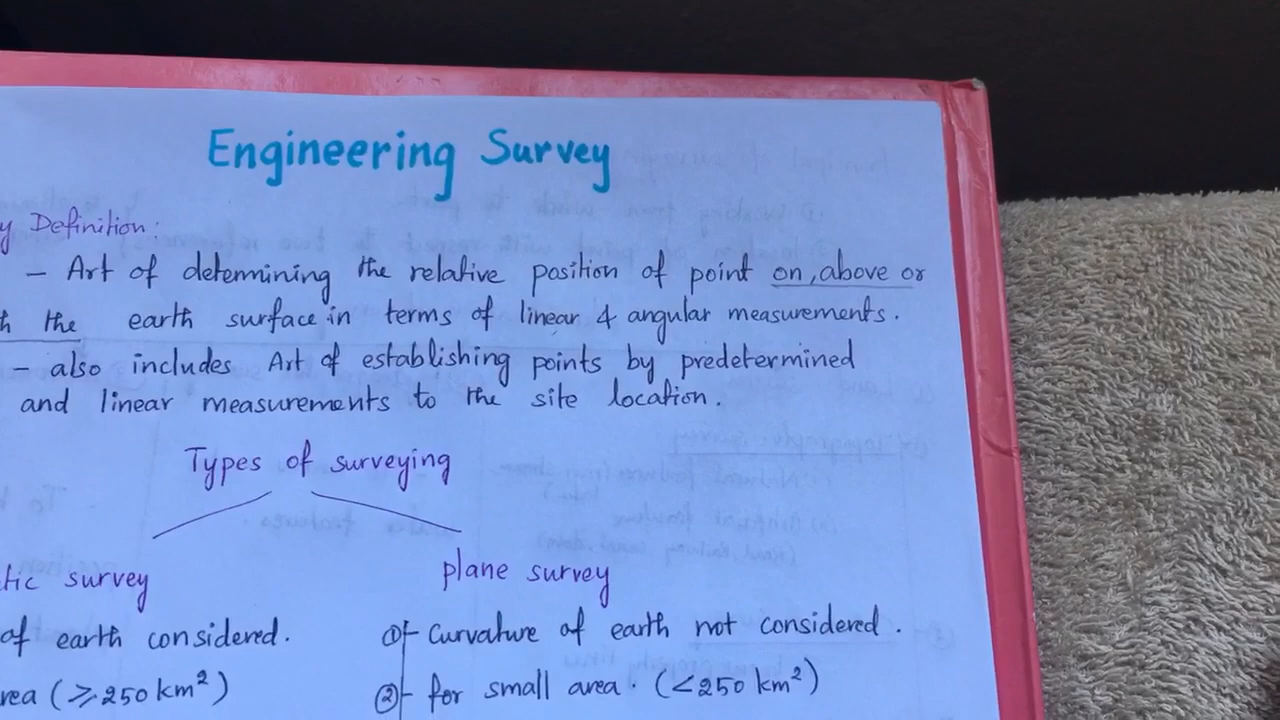 Engineering Survey
y Definition:
– Art of determining the relative position of point on, above or
h the earth surface in terms of linear & angular measurements.
– also includes Art of establishing points by predetermined
and linear measurements to the site location.
Types of surveying
tic survey plane survey
of earth considered. ① Curvature of earth not considered.
rea (≥250 km²) ② for small area. (<250 km²)